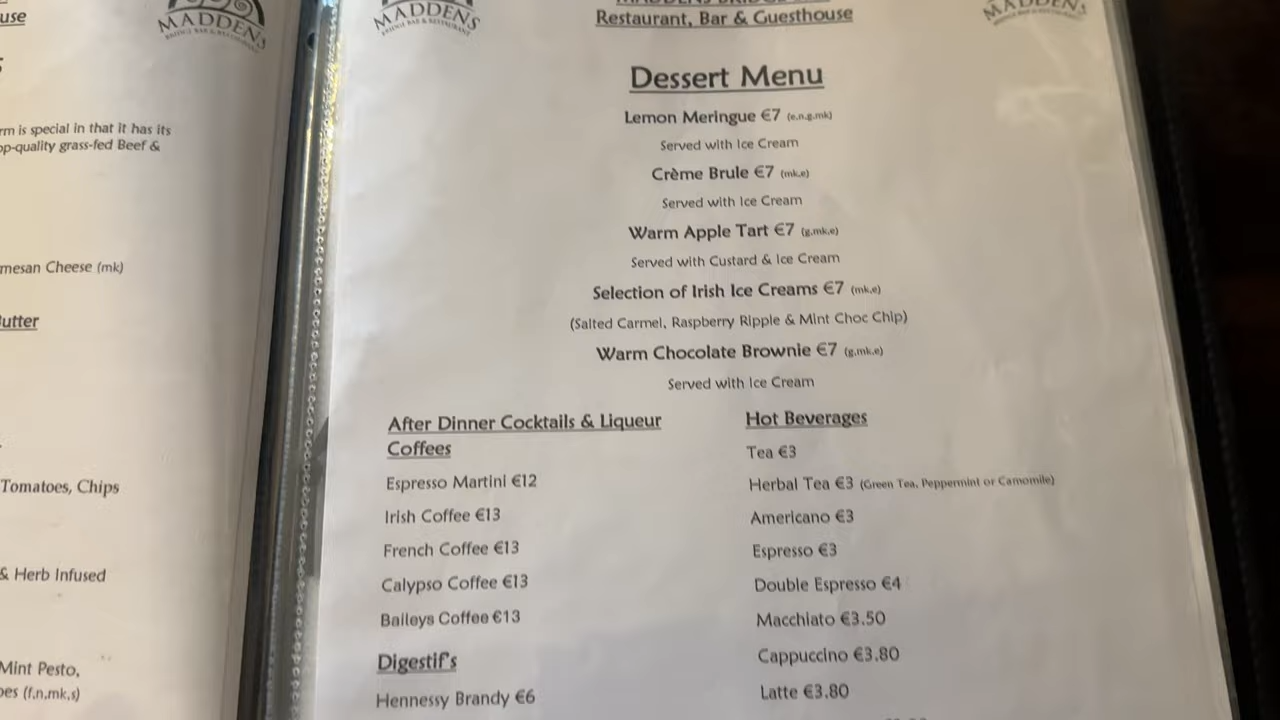 use
MADDENS
BRIDGE BAR & RESTAURANT
rm is special in that it has its
op-quality grass-fed Beef &
mesan Cheese (mk)
utter
Tomatoes, Chips
& Herb Infused
Mint Pesto,
oes (f,n,mk,s)
MADDENS
BRIDGE BAR & RESTAURANT
MADDENS
Restaurant, Bar & Guesthouse
Dessert Menu
Lemon Meringue €7 (e,n,g,mk)
Served with Ice Cream
Crème Brule €7 (mk,e)
Served with Ice Cream
Warm Apple Tart €7 (g,mk,e)
Served with Custard & Ice Cream
Selection of Irish Ice Creams €7 (mk,e)
(Salted Carmel, Raspberry Ripple & Mint Choc Chip)
Warm Chocolate Brownie €7 (g,mk,e)
Served with Ice Cream
After Dinner Cocktails & Liqueur
Coffees
Espresso Martini €12
Irish Coffee €13
French Coffee €13
Calypso Coffee €13
Baileys Coffee €13
Digestif's
Hennessy Brandy €6
Hot Beverages
Tea €3
Herbal Tea €3 (Green Tea, Peppermint or Camomile)
Americano €3
Espresso €3
Double Espresso €4
Macchiato €3.50
Cappuccino €3.80
Latte €3.80